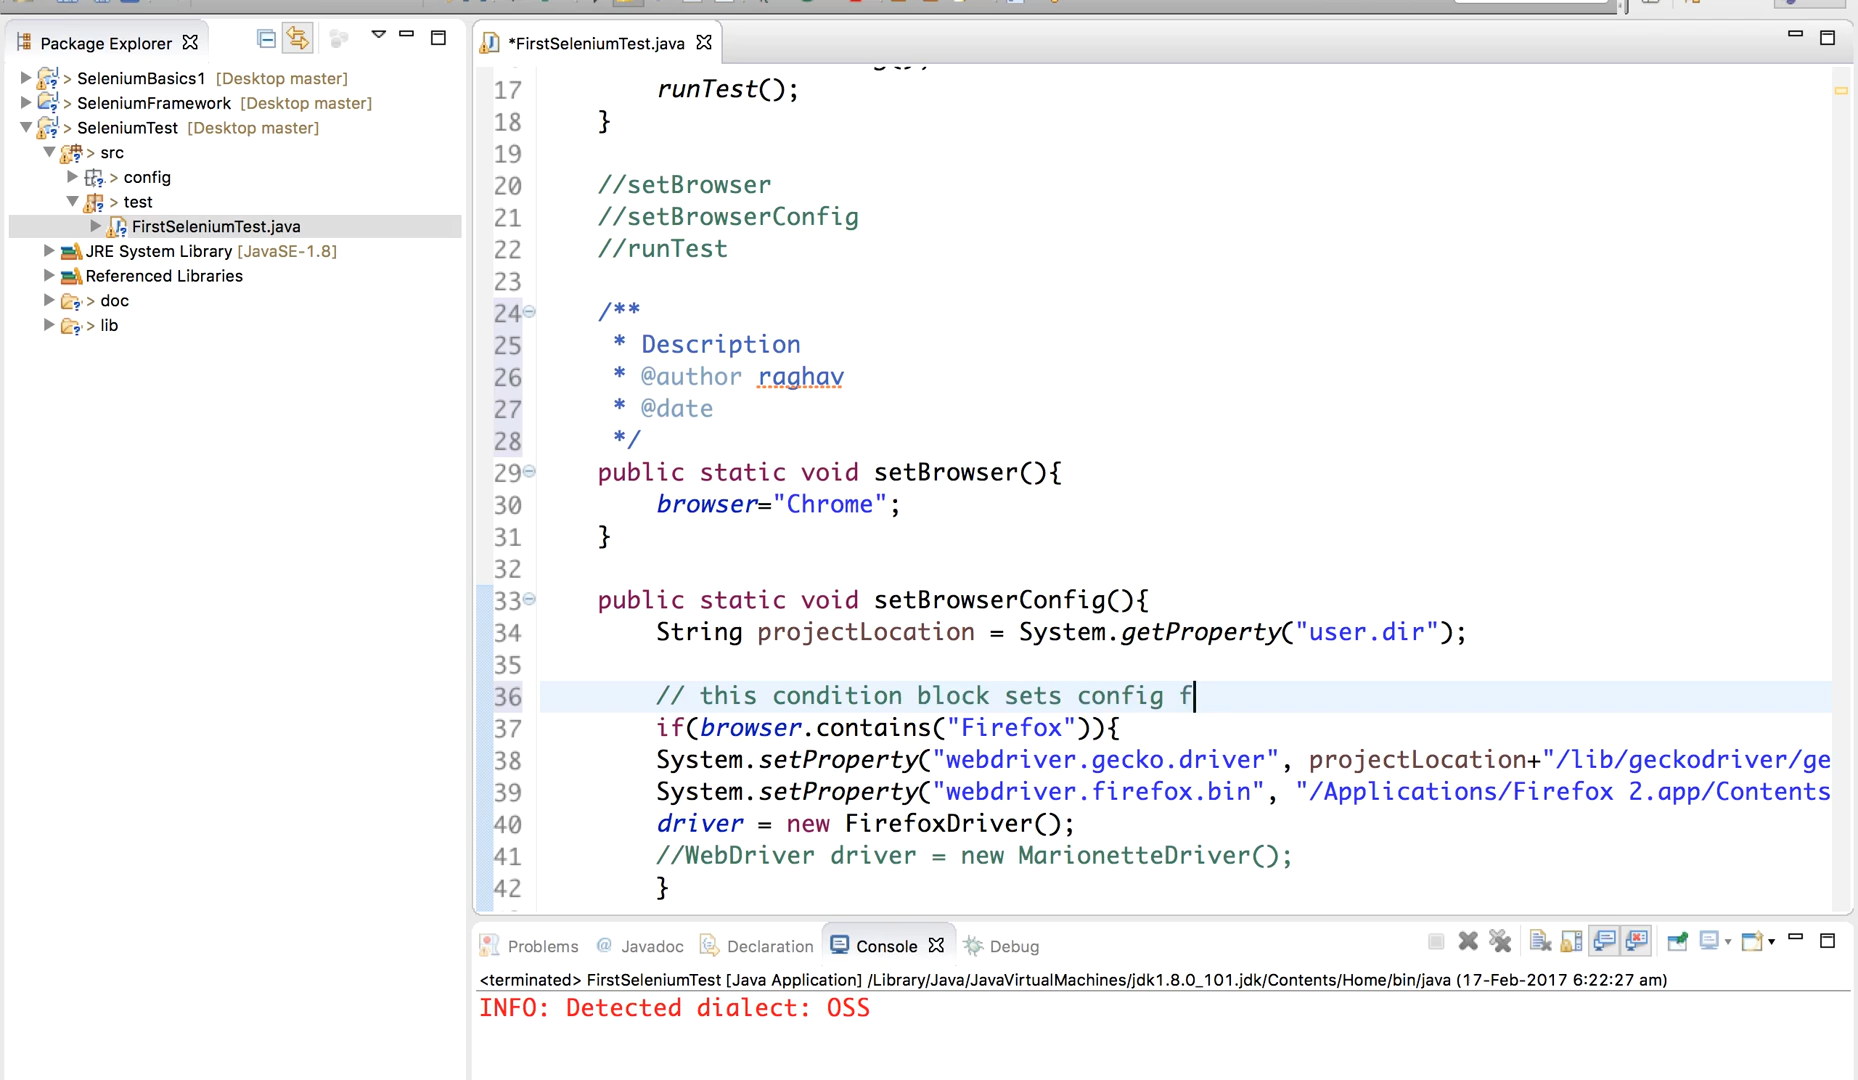 Package Explorer
> SeleniumBasics1 [Desktop master]
> SeleniumFramework [Desktop master]
> SeleniumTest [Desktop master]
> src
> config
> test
FirstSeleniumTest.java
JRE System Library [JavaSE-1.8]
Referenced Libraries
> doc
> lib
*FirstSeleniumTest.java
17 runTest();
18 }
19
20 //setBrowser
21 //setBrowserConfig
22 //runTest
23
24 /**
25 * Description
26 * @author raghav
27 * @date
28 */
29 public static void setBrowser(){
30 browser="Chrome";
31 }
32
33 public static void setBrowserConfig(){
34 String projectLocation = System.getProperty("user.dir");
35
36 // this condition block sets config f
37 if(browser.contains("Firefox")){
38 System.setProperty("webdriver.gecko.driver", projectLocation+"/lib/geckodriver/ge
39 System.setProperty("webdriver.firefox.bin", "/Applications/Firefox 2.app/Contents
40 driver = new FirefoxDriver();
41 //WebDriver driver = new MarionetteDriver();
42 }
Problems @ Javadoc Declaration Console Debug
<terminated> FirstSeleniumTest [Java Application] /Library/Java/JavaVirtualMachines/jdk1.8.0_101.jdk/Contents/Home/bin/java (17-Feb-2017 6:22:27 am)
INFO: Detected dialect: OSS